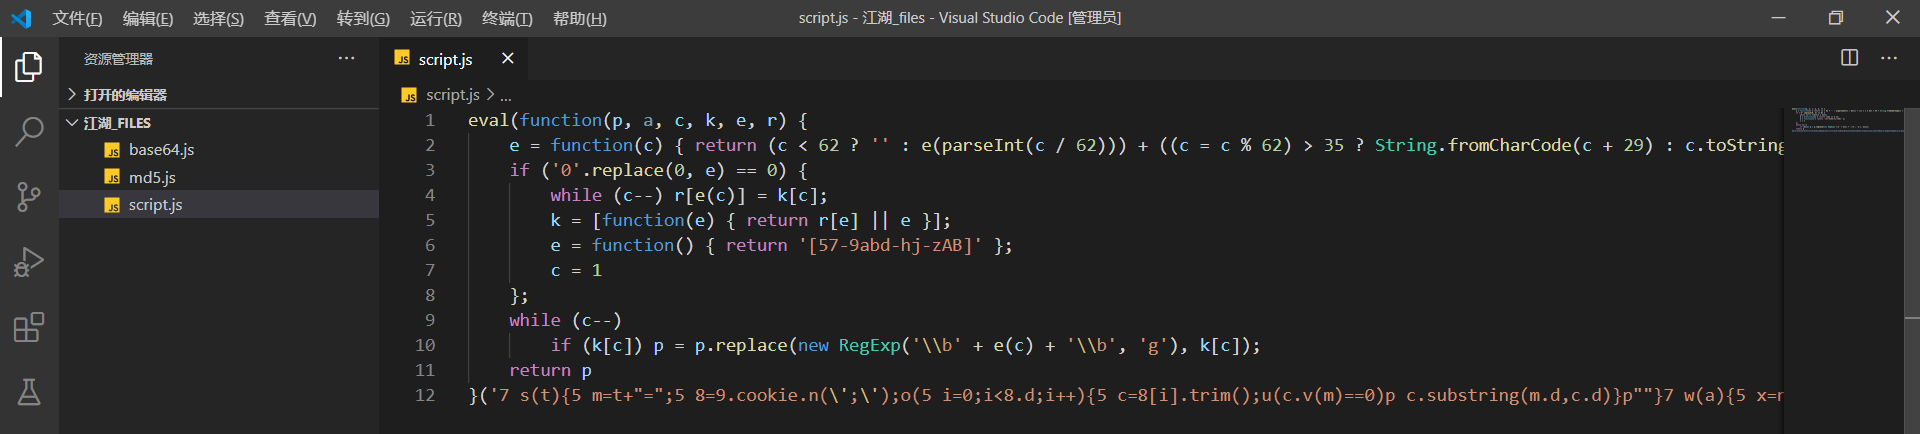 文件(F) 编辑(E) 选择(S) 查看(V) 转到(G) 运行(R) 终端(T) 帮助(H) script.js - 江湖_files - Visual Studio Code [管理员]
资源管理器 ···
打开的编辑器
江湖_FILES
JS base64.js
JS md5.js
JS script.js
JS script.js ×
JS script.js > ...
1 eval(function(p, a, c, k, e, r) {
2 e = function(c) { return (c < 62 ? '' : e(parseInt(c / 62))) + ((c = c % 62) > 35 ? String.fromCharCode(c + 29) : c.toString
3 if ('0'.replace(0, e) == 0) {
4 while (c--) r[e(c)] = k[c];
5 k = [function(e) { return r[e] || e }];
6 e = function() { return '[57-9abd-hj-zAB]' };
7 c = 1
8 };
9 while (c--)
10 if (k[c]) p = p.replace(new RegExp('\\b' + e(c) + '\\b', 'g'), k[c]);
11 return p
12 }('7 s(t){5 m=t+"=";5 8=9.cookie.n(\';\');o(5 i=0;i<8.d;i++){5 c=8[i].trim();u(c.v(m)==0)p c.substring(m.d,c.d)}p""}7 w(a){5 x=